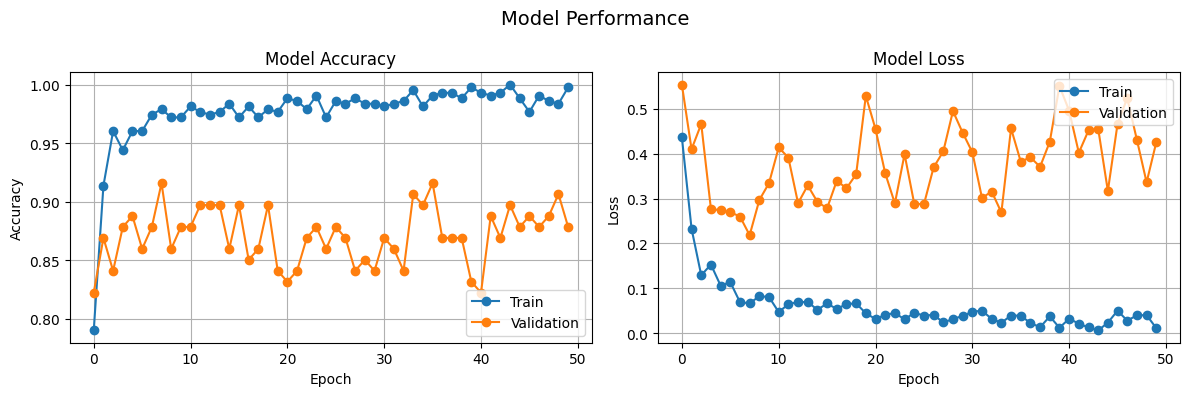 Model Performance
Model Accuracy
1.00
0.95
0.90
0.85
0.80
Accuracy
0
10
20
30
40
50
Epoch
Train
Validation
Model Loss
0.5
0.4
0.3
0.2
0.1
0.0
Loss
0
10
20
30
40
50
Epoch
Train
Validation